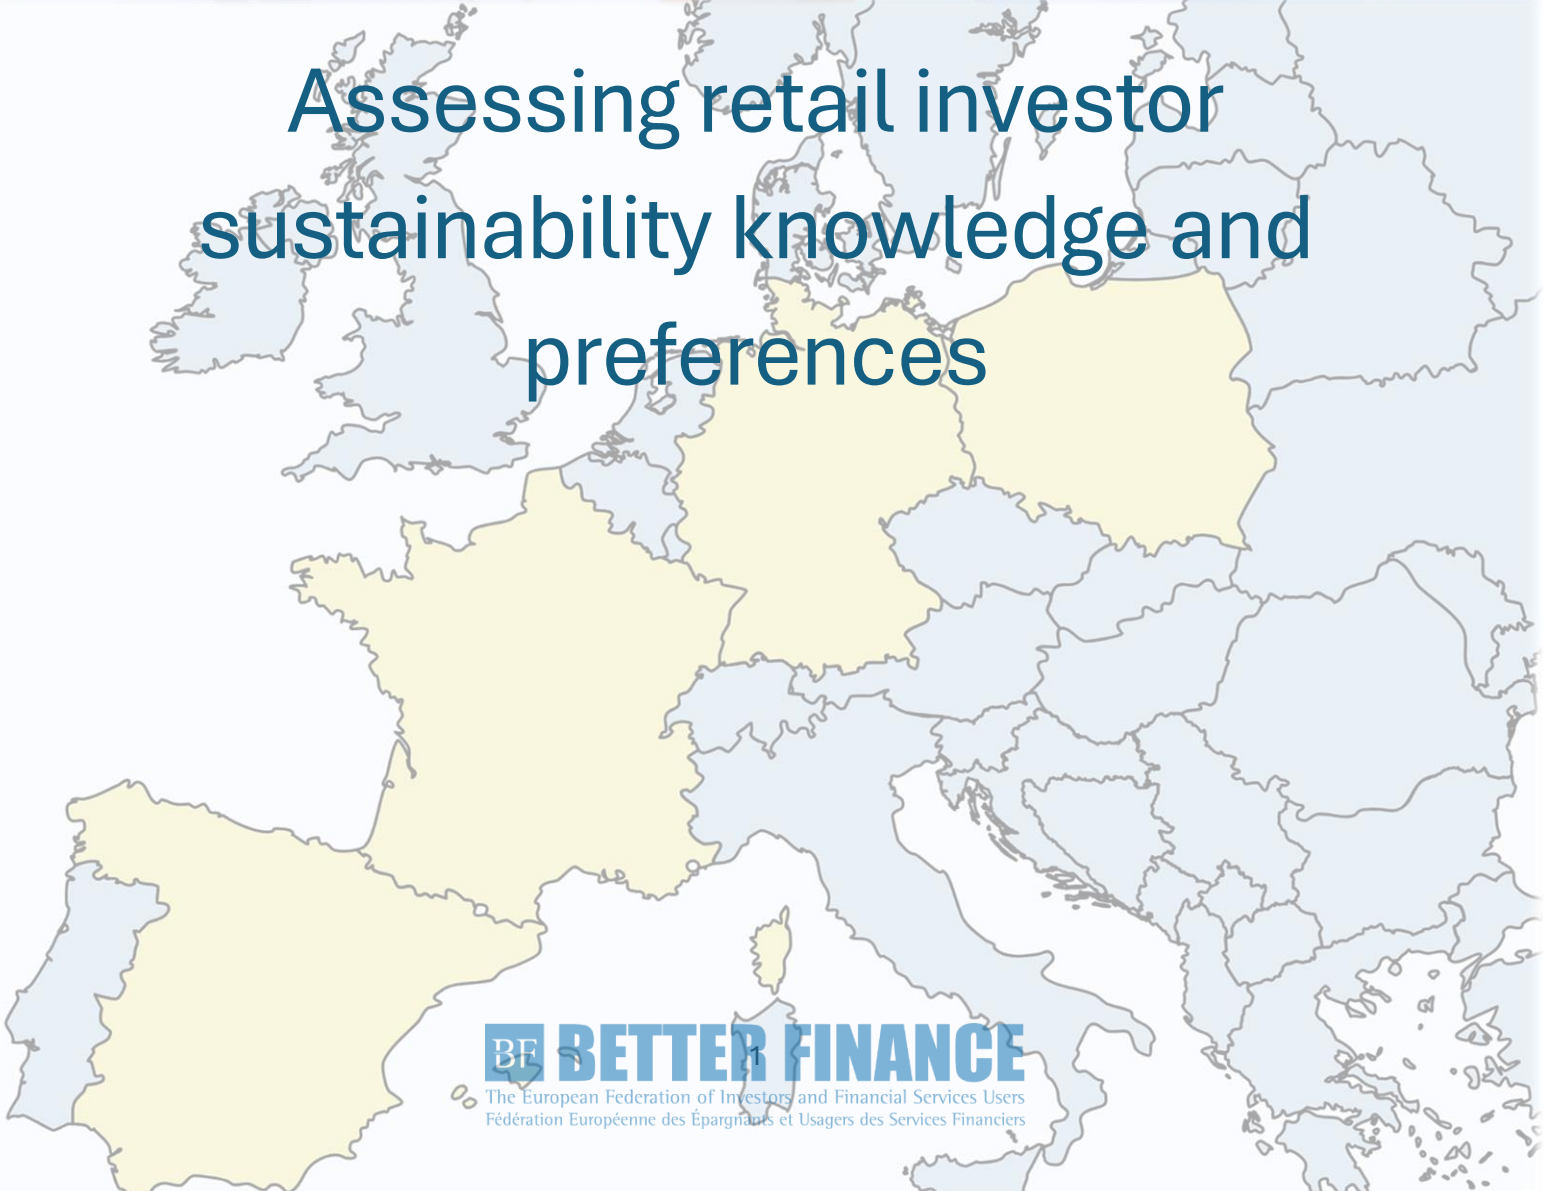 Assessing retail investor
sustainability knowledge and
preferences
BF BETTER FINANCE
1
The European Federation of Investors and Financial Services Users
Fédération Européenne des Épargnants et Usagers des Services Financiers